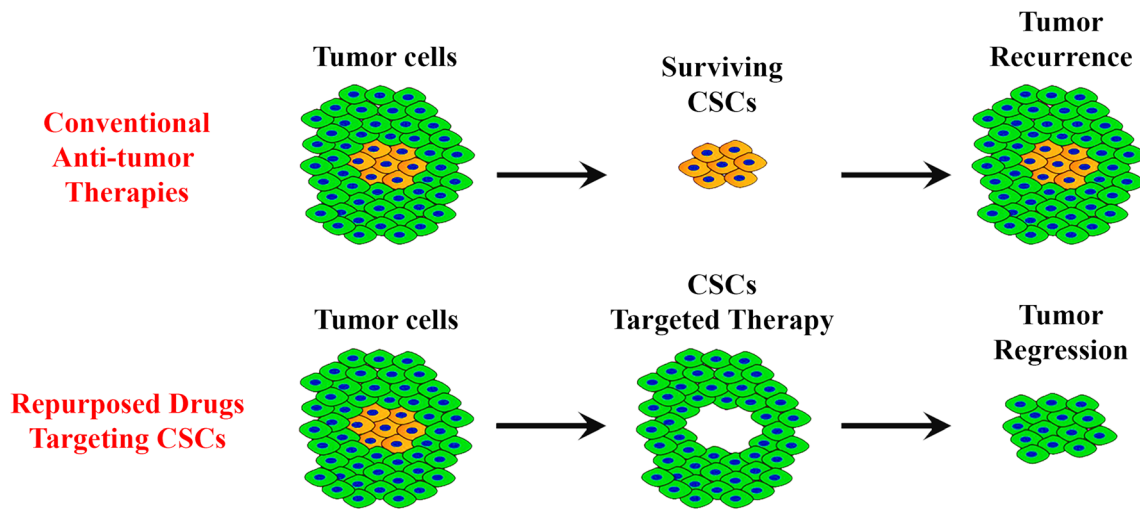 Conventional
Anti-tumor
Therapies
Tumor cells
Surviving
CSCs
Tumor
Recurrence
Repurposed Drugs
Targeting CSCs
Tumor cells
CSCs
Targeted Therapy
Tumor
Regression